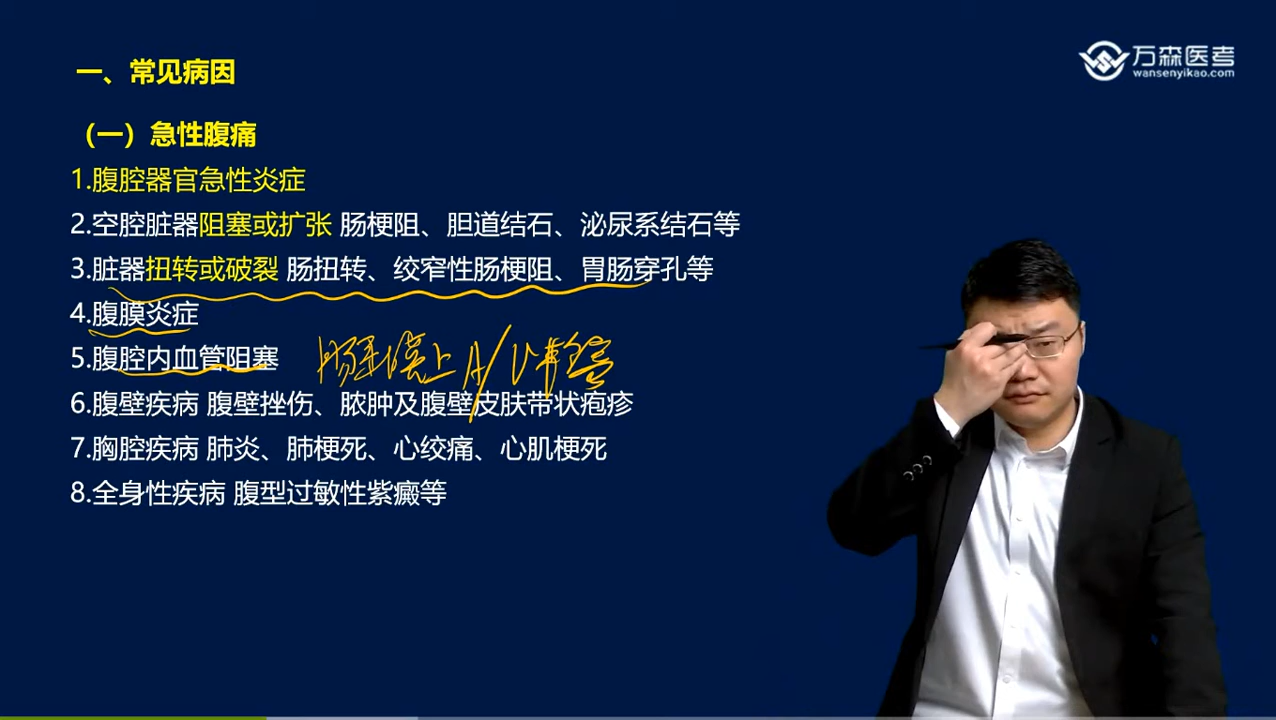 万森医考
wansenyikao.com
一、常见病因
（一）急性腹痛
1.腹腔器官急性炎症
2.空腔脏器阻塞或扩张 肠梗阻、胆道结石、泌尿系结石等
3.脏器扭转或破裂 肠扭转、绞窄性肠梗阻、胃肠穿孔等
4.腹膜炎症
5.腹腔内血管阻塞 肠系膜上A/V
6.腹壁疾病 腹壁挫伤、脓肿及腹壁皮肤带状疱疹
7.胸腔疾病 肺炎、肺梗死、心绞痛、心肌梗死
8.全身性疾病 腹型过敏性紫癜等